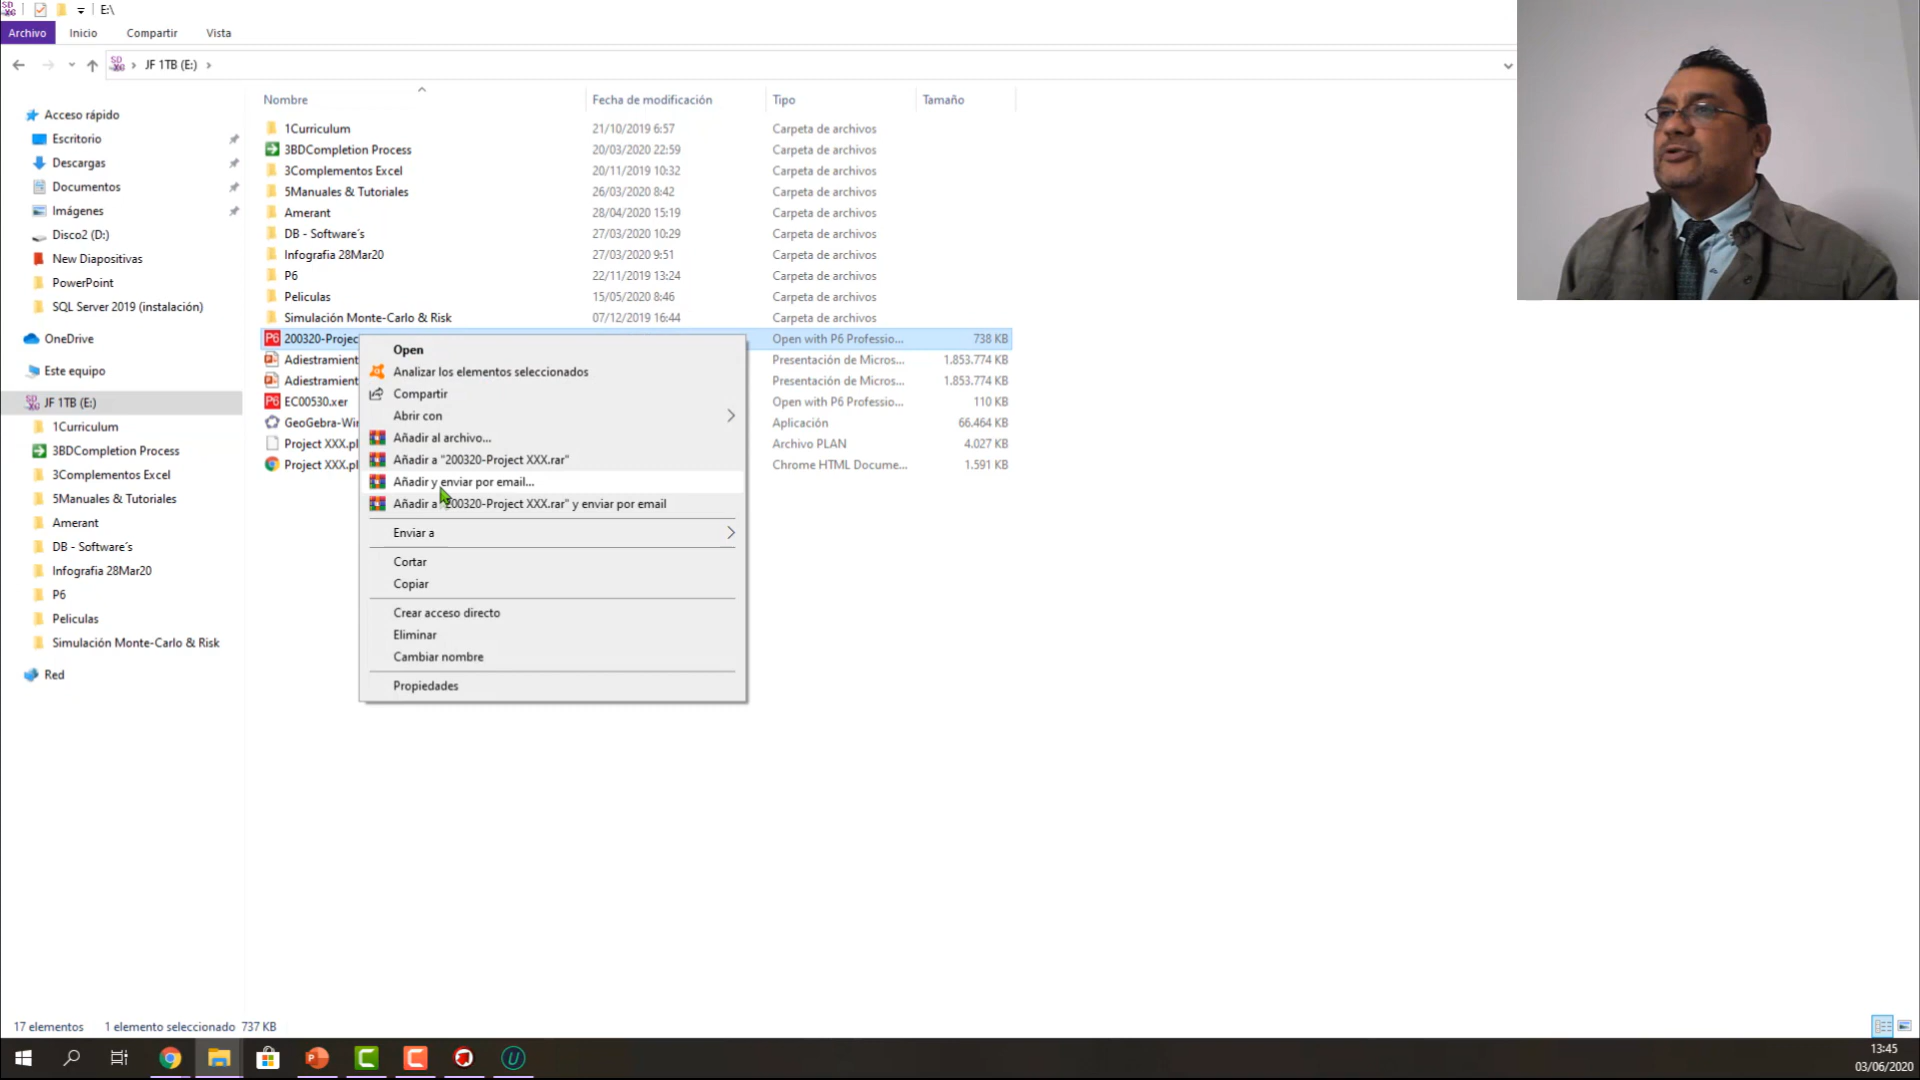 E:\
Archivo Inicio Compartir Vista
JF 1TB (E:)
Nombre Fecha de modificación Tipo Tamaño
Acceso rápido
Escritorio
Descargas
Documentos
Imágenes
Disco2 (D:)
New Diapositivas
PowerPoint
SQL Server 2019 (instalación)
OneDrive
Este equipo
JF 1TB (E:)
1Curriculum
3BDCompletion Process
3Complementos Excel
5Manuales & Tutoriales
Amerant
DB - Software´s
Infografia 28Mar20
P6
Peliculas
Simulación Monte-Carlo & Risk
Red
1Curriculum 21/10/2019 6:57 Carpeta de archivos
3BDCompletion Process 20/03/2020 22:59 Carpeta de archivos
3Complementos Excel 20/11/2019 10:32 Carpeta de archivos
5Manuales & Tutoriales 26/03/2020 8:42 Carpeta de archivos
Amerant 28/04/2020 15:19 Carpeta de archivos
DB - Software´s 27/03/2020 10:29 Carpeta de archivos
Infografia 28Mar20 27/03/2020 9:51 Carpeta de archivos
P6 22/11/2019 13:24 Carpeta de archivos
Peliculas 15/05/2020 8:46 Carpeta de archivos
Simulación Monte-Carlo & Risk 07/12/2019 16:44 Carpeta de archivos
200320-Projec Open with P6 Professio... 738 KB
Adiestramient Presentación de Micros... 1.853.774 KB
Adiestramient Presentación de Micros... 1.853.774 KB
EC00530.xer Open with P6 Professio... 110 KB
GeoGebra-Wir Aplicación 66.464 KB
Project XXX.pl Archivo PLAN 4.027 KB
Project XXX.pl Chrome HTML Docume... 1.591 KB
Open
Analizar los elementos seleccionados
Compartir
Abrir con
Añadir al archivo...
Añadir a "200320-Project XXX.rar"
Añadir y enviar por email...
Añadir a "200320-Project XXX.rar" y enviar por email
Enviar a
Cortar
Copiar
Crear acceso directo
Eliminar
Cambiar nombre
Propiedades
17 elementos 1 elemento seleccionado 737 KB
13:45
03/06/2020